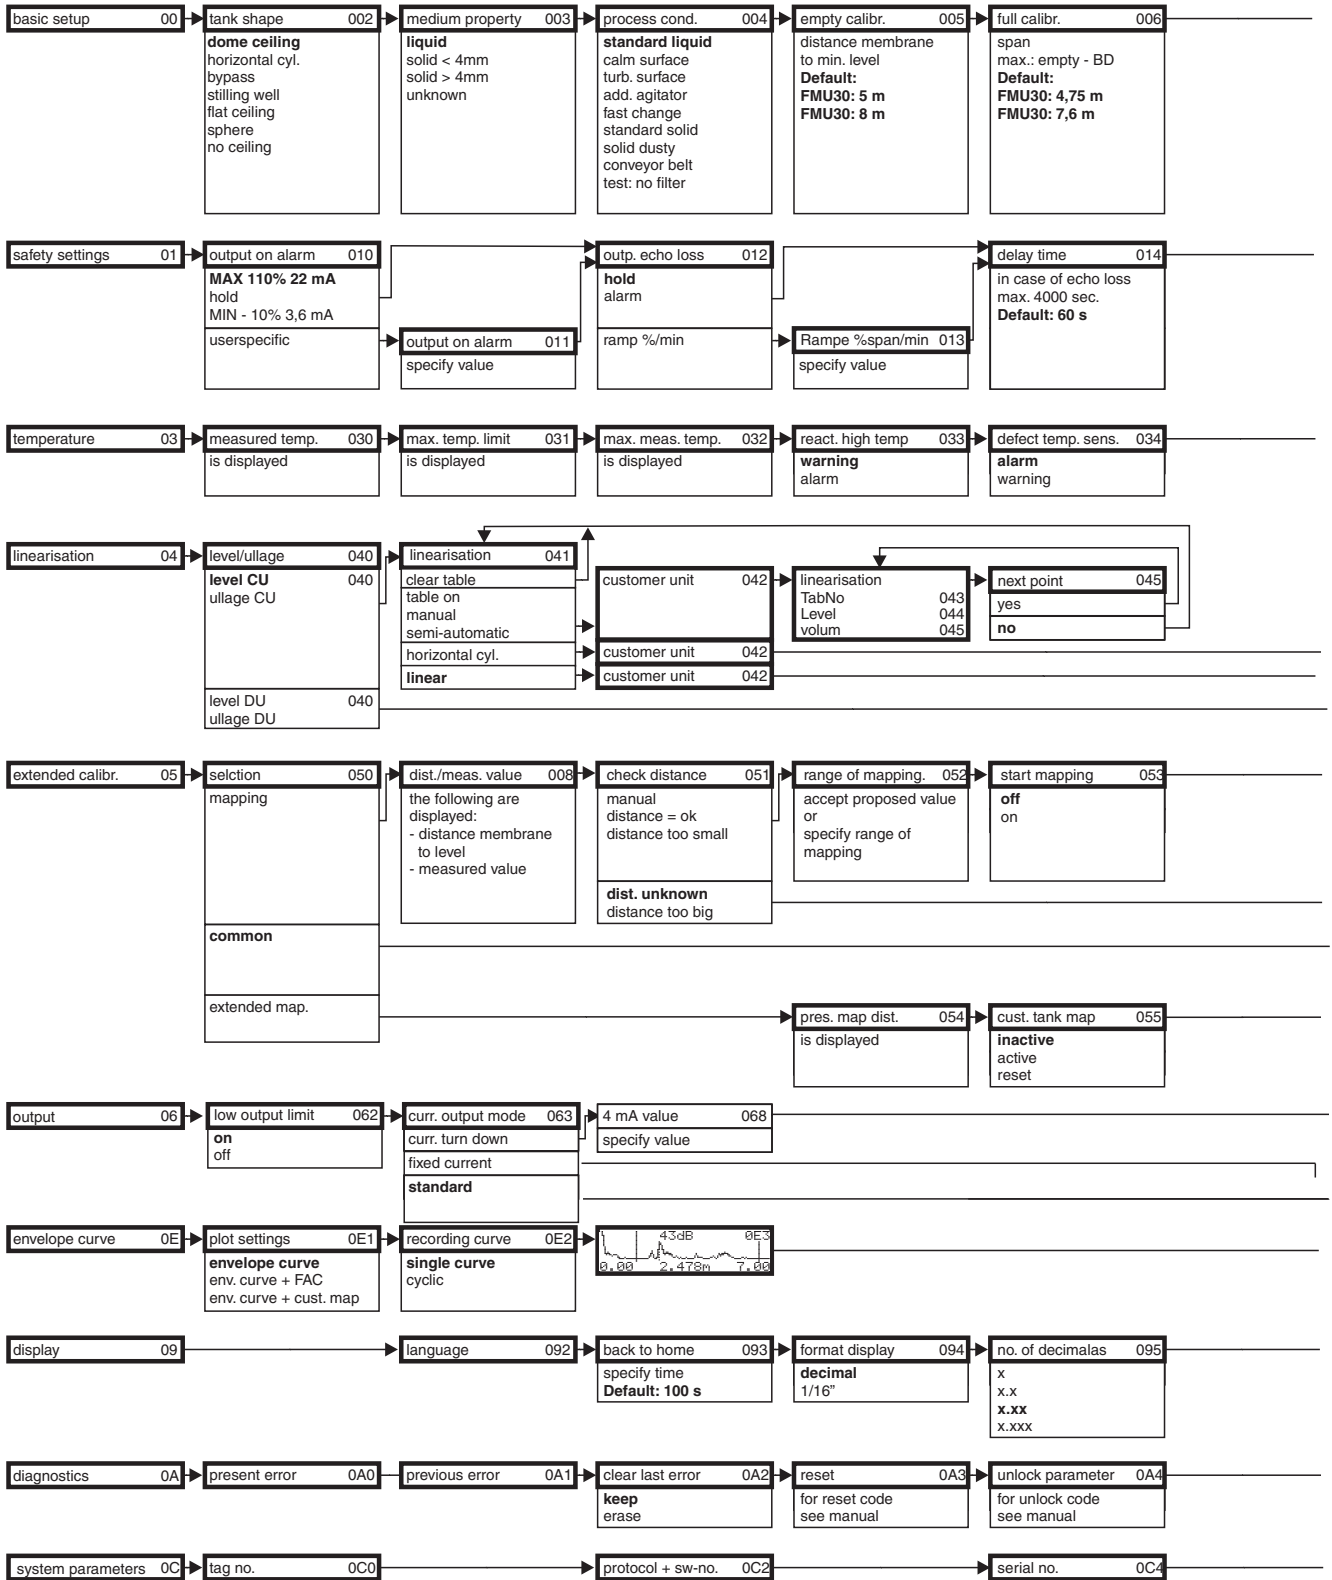 basic setup 00
tank shape 002
dome ceiling
horizontal cyl.
bypass
stilling well
flat ceiling
sphere
no ceiling
medium property 003
liquid
solid < 4mm
solid > 4mm
unknown
process cond. 004
standard liquid
calm surface
turb. surface
add. agitator
fast change
standard solid
solid dusty
conveyor belt
test: no filter
empty calibr. 005
distance membrane
to min. level
Default:
FMU30: 5 m
FMU30: 8 m
full calibr. 006
span
max.: empty - BD
Default:
FMU30: 4,75 m
FMU30: 7,6 m
safety settings 01
output on alarm 010
MAX 110% 22 mA
hold
MIN - 10% 3,6 mA
userspecific
output on alarm 011
specify value
outp. echo loss 012
hold
alarm
ramp %/min
Rampe %span/min 013
specify value
delay time 014
in case of echo loss
max. 4000 sec.
Default: 60 s
temperature 03
measured temp. 030
is displayed
max. temp. limit 031
is displayed
max. meas. temp. 032
is displayed
react. high temp 033
warning
alarm
defect temp. sens. 034
alarm
warning
linearisation 04
level/ullage 040
level CU 040
ullage CU
level DU 040
ullage DU
linearisation 041
clear table
table on
manual
semi-automatic
horizontal cyl.
linear
customer unit 042
customer unit 042
customer unit 042
linearisation
TabNo 043
Level 044
volum 045
next point 045
yes
no
extended calibr. 05
selction 050
mapping
common
extended map.
dist./meas. value 008
the following are
displayed:
- distance membrane
to level
- measured value
check distance 051
manual
distance = ok
distance too small
dist. unknown
distance too big
range of mapping. 052
accept proposed value
or
specify range of
mapping
start mapping 053
off
on
pres. map dist. 054
is displayed
cust. tank map 055
inactive
active
reset
output 06
low output limit 062
on
off
curr. output mode 063
curr. turn down
fixed current
standard
4 mA value 068
specify value
envelope curve 0E
plot settings 0E1
envelope curve
env. curve + FAC
env. curve + cust. map
recording curve 0E2
single curve
cyclic
43dB 0E3
0.00 2.478m 7.00
display 09
language 092
back to home 093
specify time
Default: 100 s
format display 094
decimal
1/16”
no. of decimalas 095
x
x.x
x.xx
x.xxx
diagnostics 0A
present error 0A0
previous error 0A1
clear last error 0A2
keep
erase
reset 0A3
for reset code
see manual
unlock parameter 0A4
for unlock code
see manual
system parameters 0C
tag no. 0C0
protocol + sw-no. 0C2
serial no. 0C4